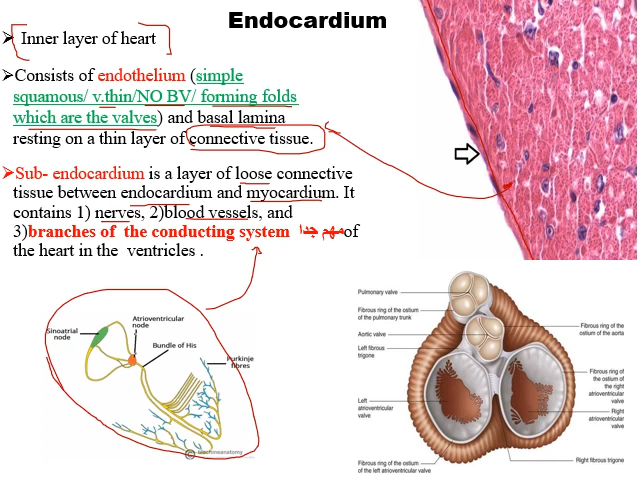 Endocardium
➤ Inner layer of heart
➤Consists of endothelium (simple
squamous/ v.thin/NO BV/ forming folds
which are the valves) and basal lamina
resting on a thin layer of connective tissue.
➤Sub- endocardium is a layer of loose connective
tissue between endocardium and myocardium. It
contains 1) nerves, 2)blood vessels, and
3)branches of the conducting system مهم جدا of
the heart in the ventricles .
Sinoatrial
node
Atrioventricular
node
Bundle of His
Purkinje
fibres
teachmeanatomy
Pulmonary valve
Fibrous ring of the ostium
of the pulmonary trunk
Aortic valve
Left fibrous
trigone
Left
atrioventricular
valve
Fibrous ring of the ostium
of the left atrioventricular valve
Fibrous ring of the
ostium of the aorta
Fibrous ring of
the ostium of
the right
atrioventricular
valve
Right
atrioventricular
valve
Right fibrous trigone